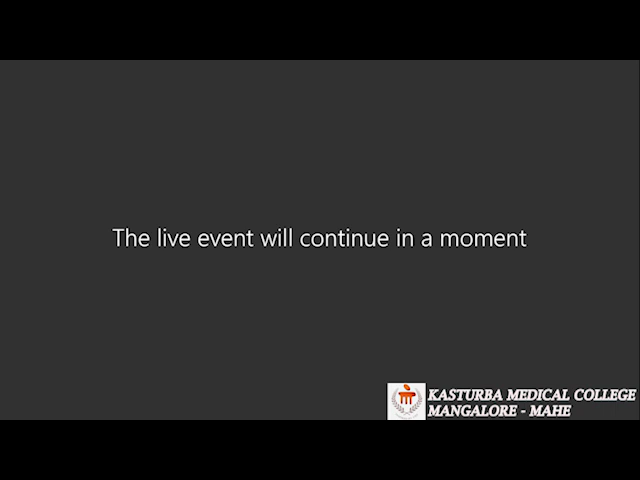 The live event will continue in a moment
KASTURBA MEDICAL COLLEGE
MANGALORE - MAHE